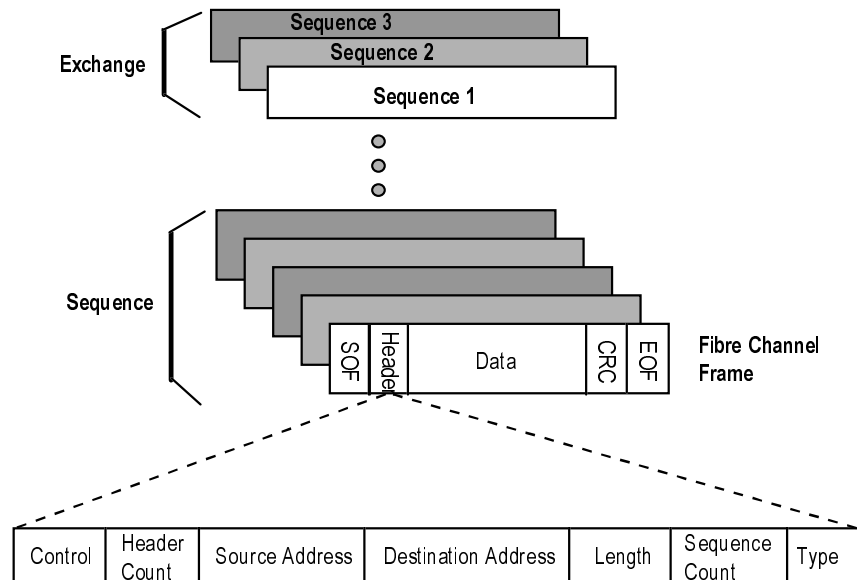 Sequence 3
Sequence 2
Exchange
Sequence 1
Sequence
SOF
Header
Data
CRC
EOF
Fibre Channel
Frame
Control
Header
Count
Source Address
Destination Address
Length
Sequence
Count
Type